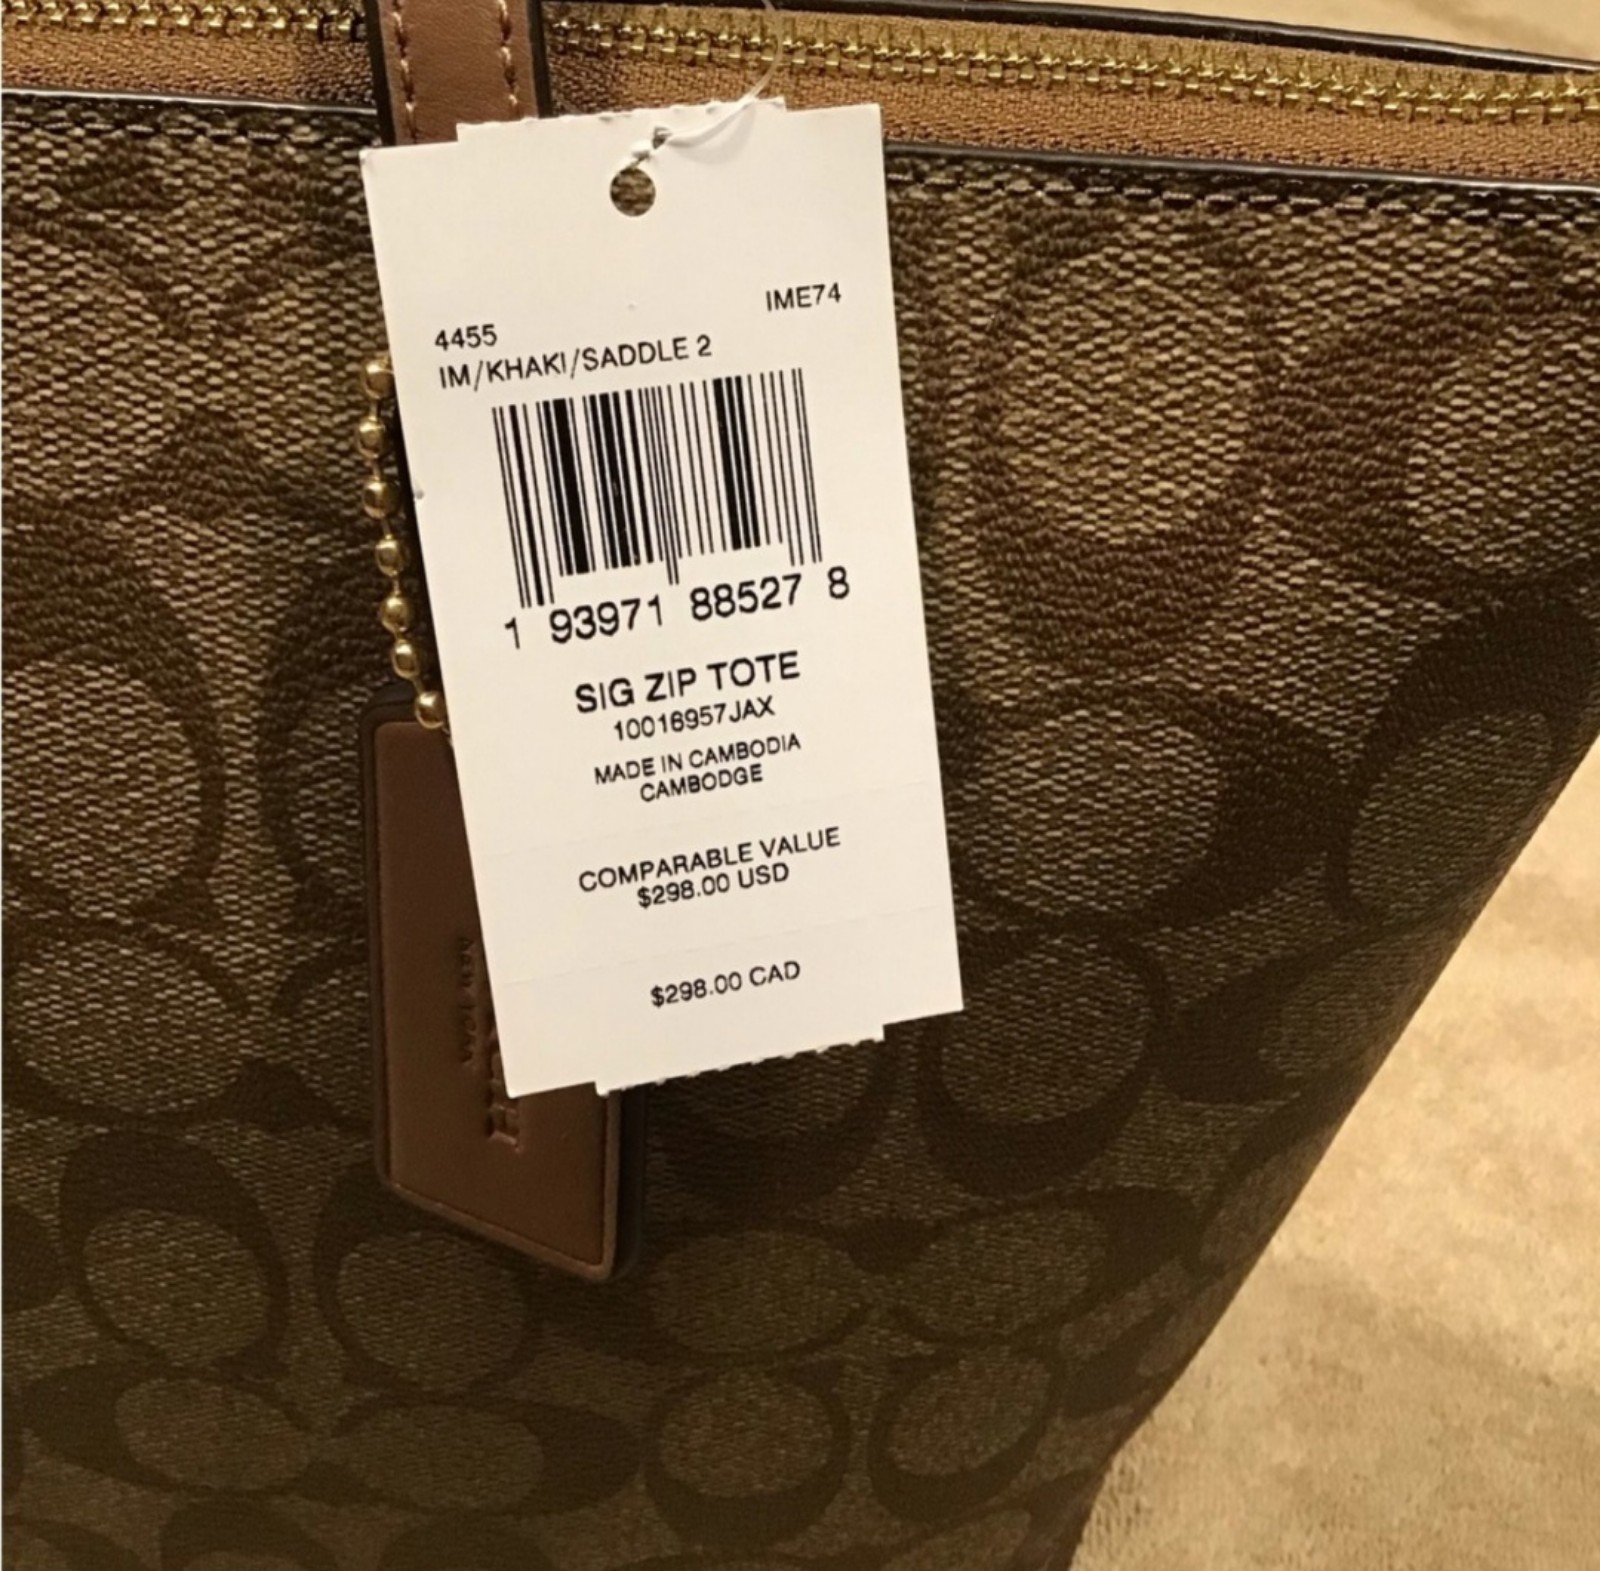 IME74
4455
IM/KHAKI/SADDLE 2
1 93971 88527 8
SIG ZIP TOTE
10016957JAX
MADE IN CAMBODIA
CAMBODGE
COMPARABLE VALUE
$298.00 USD
$298.00 CAD